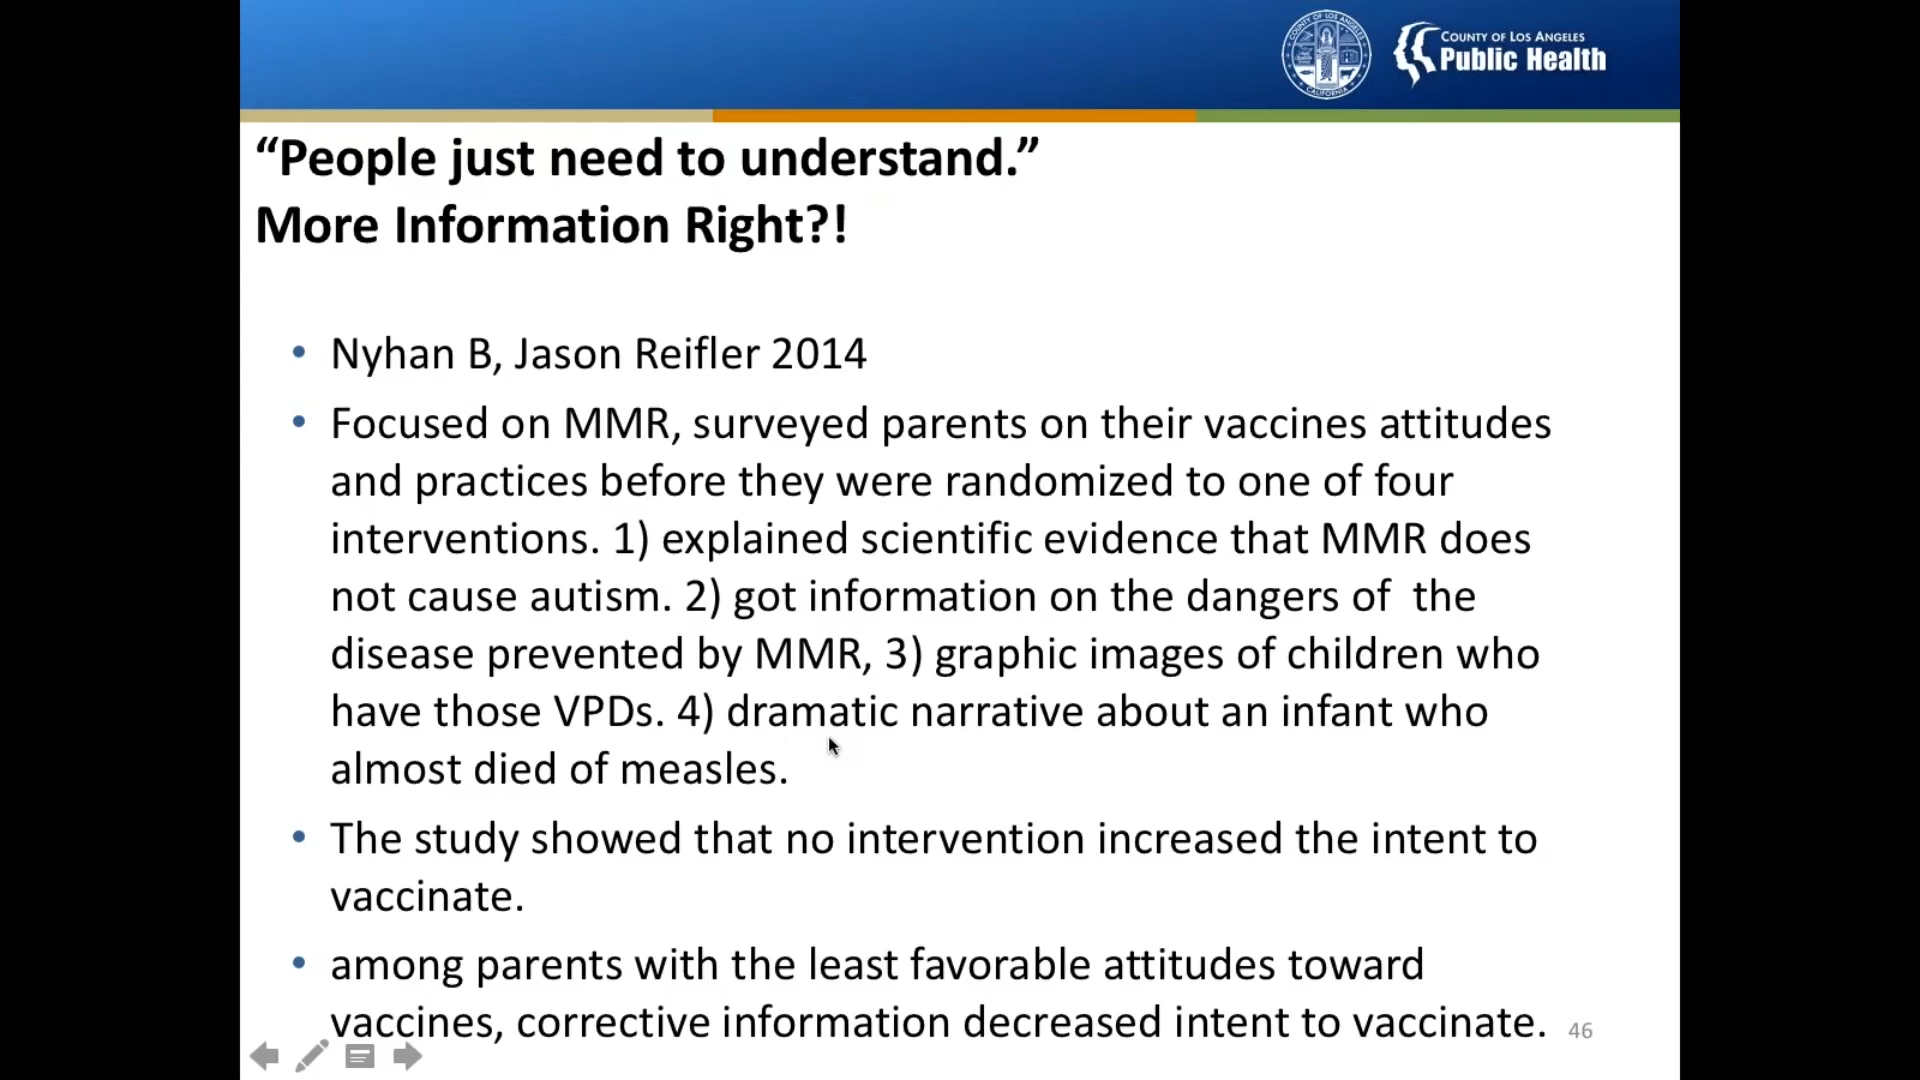 COUNTY OF LOS ANGELES
CALIFORNIA
COUNTY OF LOS ANGELES
Public Health
“People just need to understand.”
More Information Right?!
• Nyhan B, Jason Reifler 2014
• Focused on MMR, surveyed parents on their vaccines attitudes
and practices before they were randomized to one of four
interventions. 1) explained scientific evidence that MMR does
not cause autism. 2) got information on the dangers of  the
disease prevented by MMR, 3) graphic images of children who
have those VPDs. 4) dramatic narrative about an infant who
almost died of measles.
• The study showed that no intervention increased the intent to
vaccinate.
• among parents with the least favorable attitudes toward
vaccines, corrective information decreased intent to vaccinate.
46